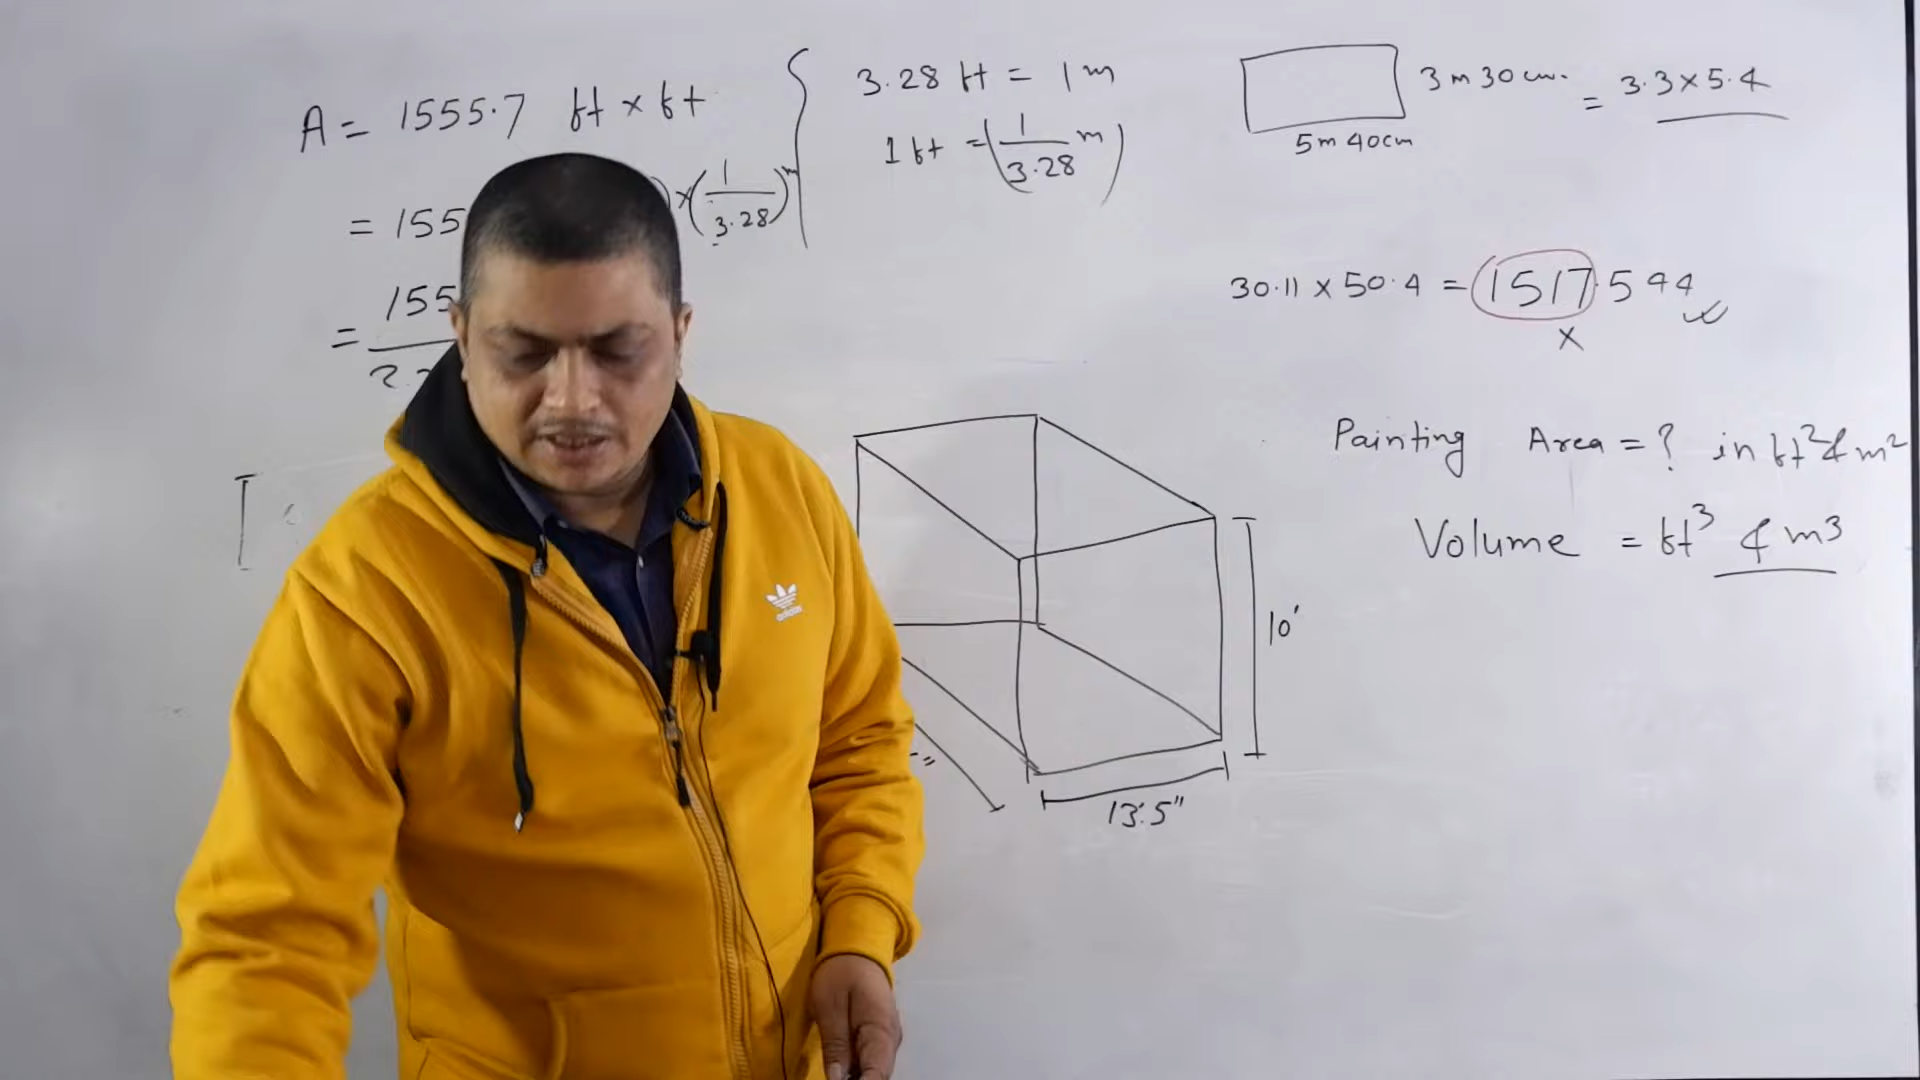 A = 1555.7 ft × ft
= 155 ) × (1/3.28)m
= 155
3.28 ft = 1 m
1 ft = (1/3.28 m)
3 m 30 cm.
5 m 40 cm
= 3.3 × 5.4
30.11 × 50.4 = 1517.544
×
Painting Area = ? in ft² & m²
Volume = ft³ & m³
10'
13'.5"
adidas